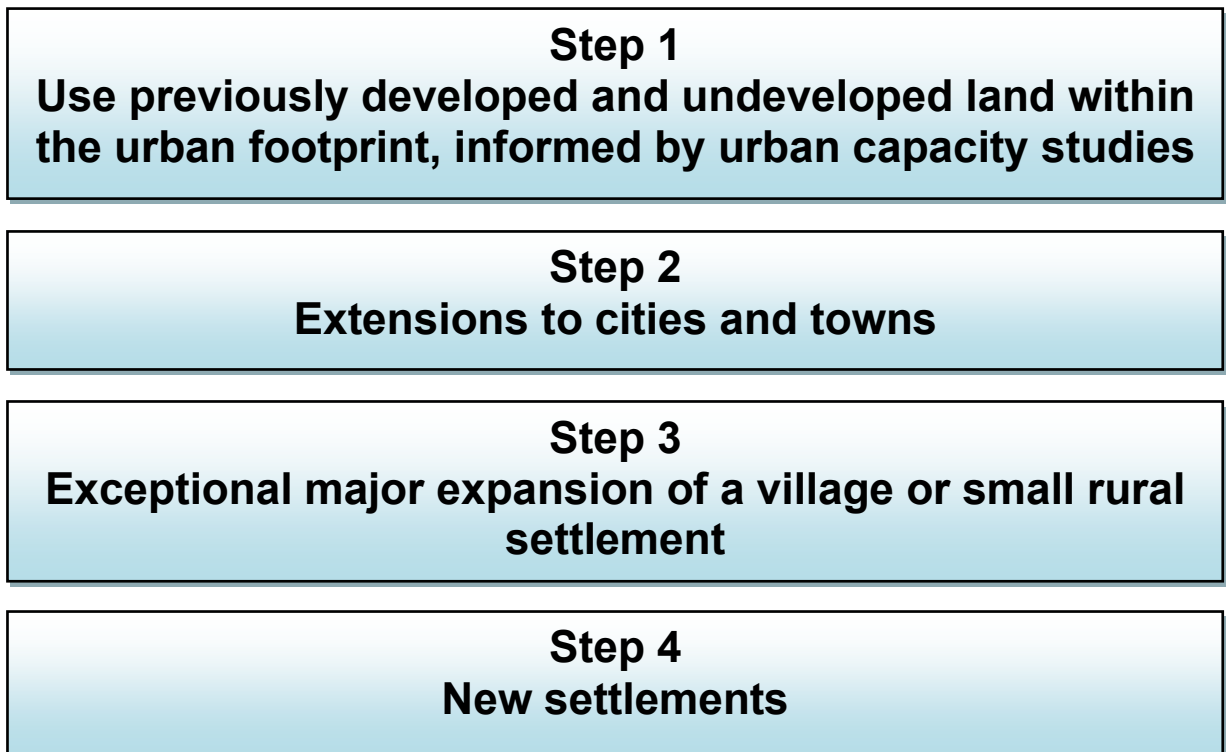 Step 1
Use previously developed and undeveloped land within
the urban footprint, informed by urban capacity studies
Step 2
Extensions to cities and towns
Step 3
Exceptional major expansion of a village or small rural
settlement
Step 4
New settlements